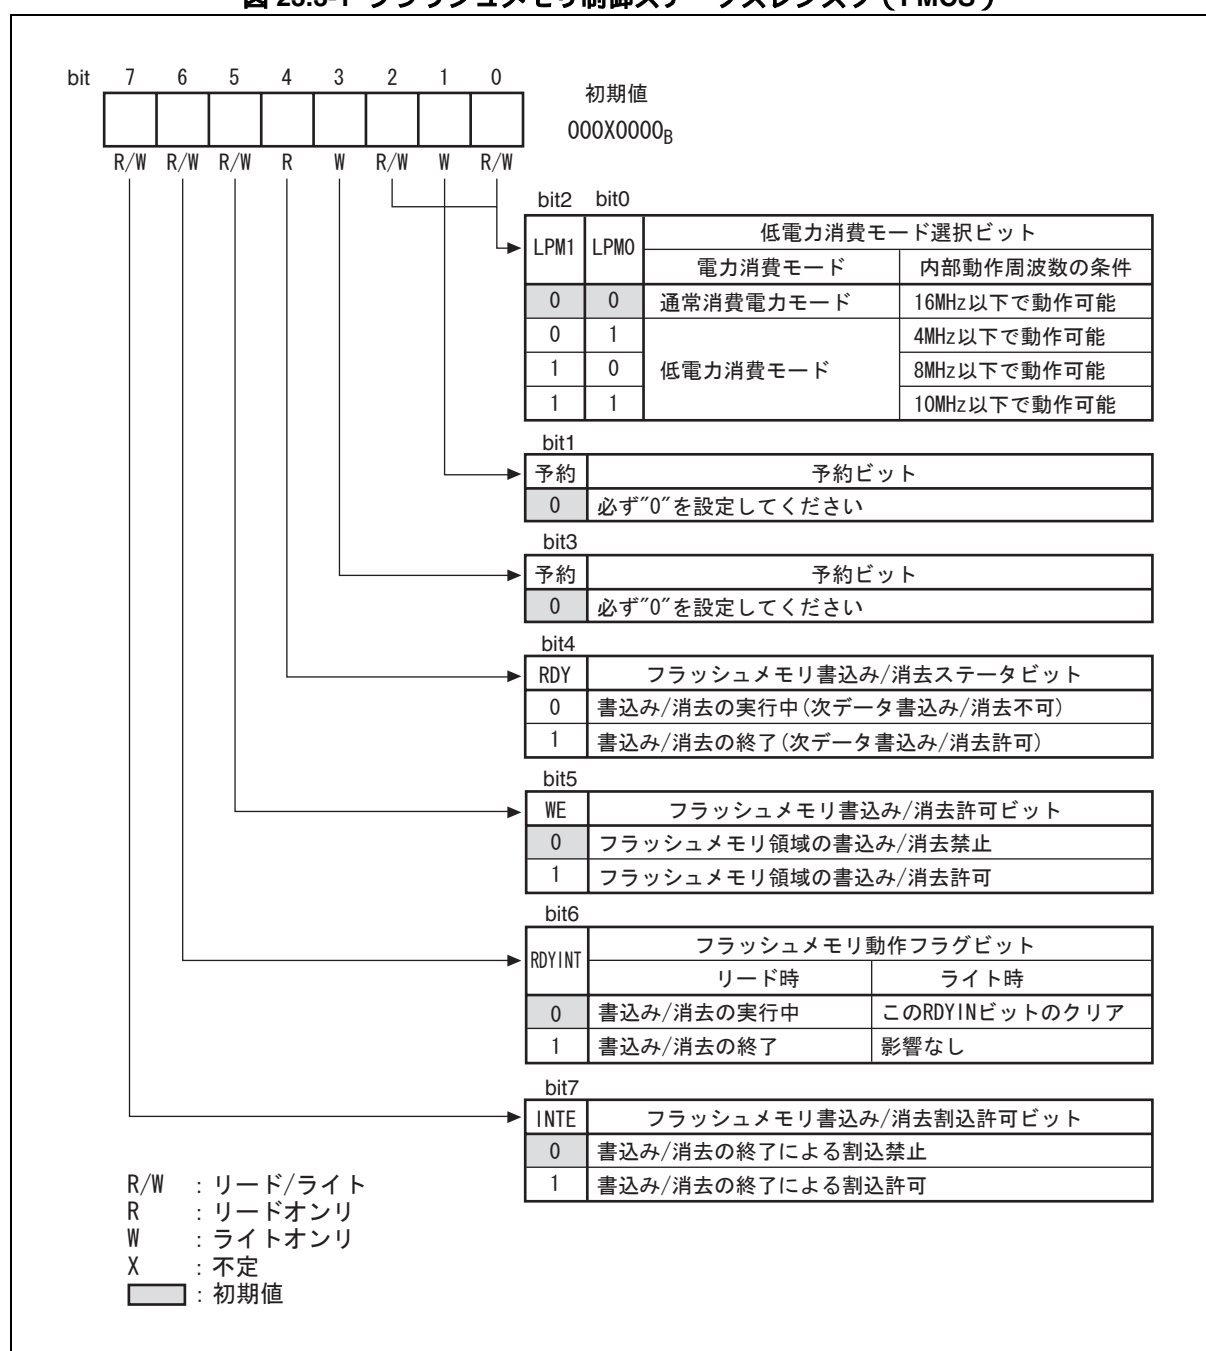 bit 7 6 5 4 3 2 1 0
初期値
000X0000B
R/W R/W R/W R W R/W W R/W
bit2 bit0
LPM1 LPM0 低電力消費モード選択ビット
電力消費モード 内部動作周波数の条件
0 0 通常消費電力モード 16MHz以下で動作可能
0 1 4MHz以下で動作可能
1 0 低電力消費モード 8MHz以下で動作可能
1 1 10MHz以下で動作可能
bit1
予約 予約ビット
0 必ず"0"を設定してください
bit3
予約 予約ビット
0 必ず"0"を設定してください
bit4
RDY フラッシュメモリ書込み/消去ステータビット
0 書込み/消去の実行中(次データ書込み/消去不可)
1 書込み/消去の終了(次データ書込み/消去許可)
bit5
WE フラッシュメモリ書込み/消去許可ビット
0 フラッシュメモリ領域の書込み/消去禁止
1 フラッシュメモリ領域の書込み/消去許可
bit6
RDYINT フラッシュメモリ動作フラグビット
リード時 ライト時
0 書込み/消去の実行中 このRDYINビットのクリア
1 書込み/消去の終了 影響なし
bit7
INTE フラッシュメモリ書込み/消去割込許可ビット
0 書込み/消去の終了による割込禁止
1 書込み/消去の終了による割込許可
R/W : リード/ライト
R : リードオンリ
W : ライトオンリ
X : 不定
: 初期値